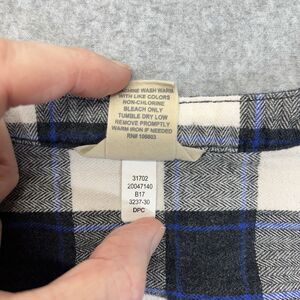 MACHINE WASH WARM
WITH LIKE COLORS
NON-CHLORINE
BLEACH ONLY
TUMBLE DRY LOW
REMOVE PROMPTLY
WARM IRON IF NEEDED
RN# 106603
31702
20047140
B17
3237-30
DPC